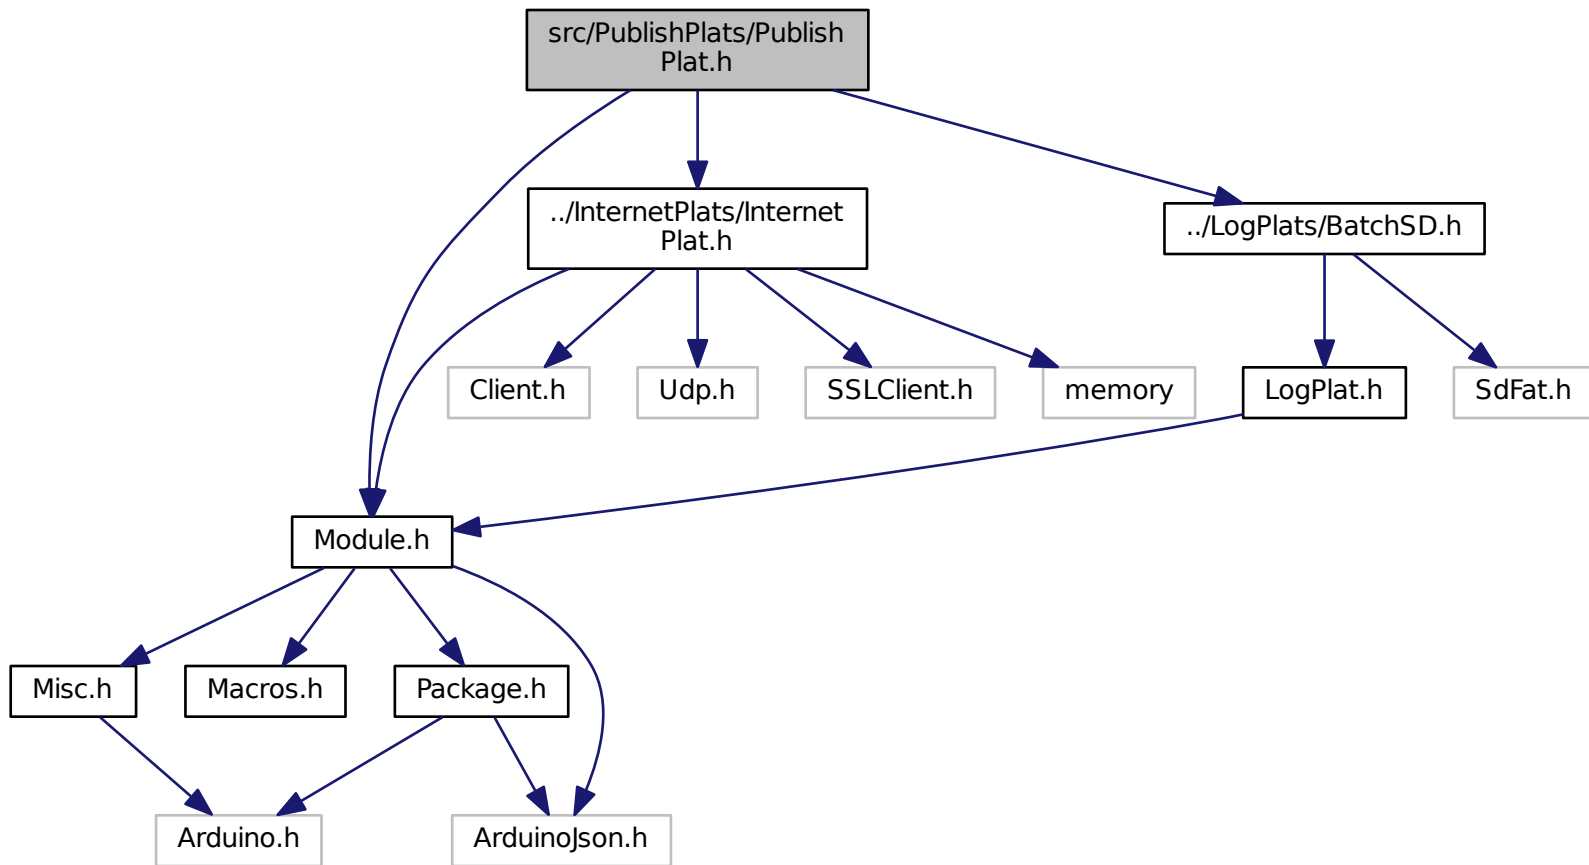 src/PublishPlats/Publish
Plat.h
../InternetPlats/Internet
Plat.h
../LogPlats/BatchSD.h
Client.h
Udp.h
SSLClient.h
memory
LogPlat.h
SdFat.h
Module.h
Misc.h
Macros.h
Package.h
Arduino.h
ArduinoJson.h